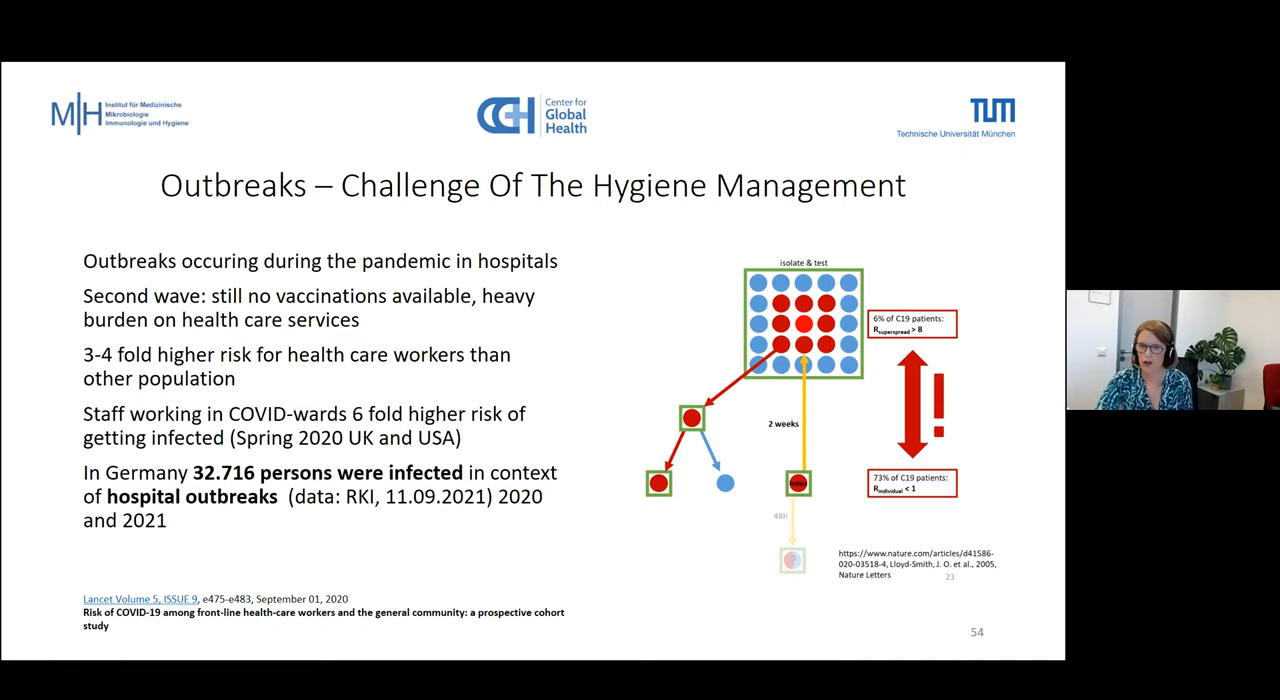 M|H Institut für Medizinische
Mikrobiologie
Immunologie und Hygiene
CGH Center for
Global
Health
TUM
Technische Universität München
Outbreaks – Challenge Of The Hygiene Management
Outbreaks occuring during the pandemic in hospitals
Second wave: still no vaccinations available, heavy
burden on health care services
3-4 fold higher risk for health care workers than
other population
Staff working in COVID-wards 6 fold higher risk of
getting infected (Spring 2020 UK and USA)
In Germany 32.716 persons were infected in context
of hospital outbreaks (data: RKI, 11.09.2021) 2020
and 2021
isolate & test
6% of C19 patients:
Rsuperspread > 8
2 weeks
!
73% of C19 patients:
Rindividual < 1
Index
48h
https://www.nature.com/articles/d41586-
020-03518-4, Lloyd-Smith, J. O. et al., 2005,
Nature Letters
23
Lancet Volume 5, ISSUE 9, e475-e483, September 01, 2020
Risk of COVID-19 among front-line health-care workers and the general community: a prospective cohort
study
54